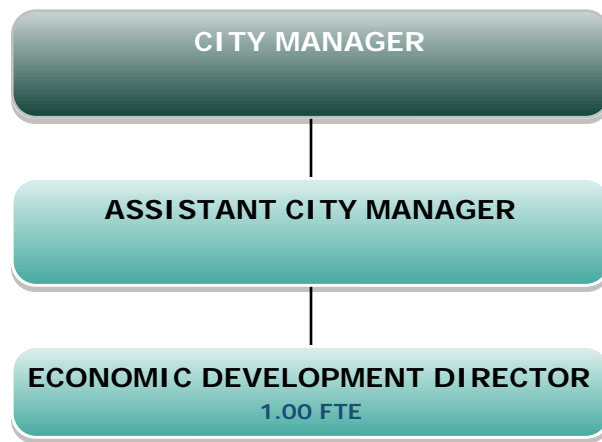 CITY MANAGER
ASSISTANT CITY MANAGER
ECONOMIC DEVELOPMENT DIRECTOR
1.00 FTE